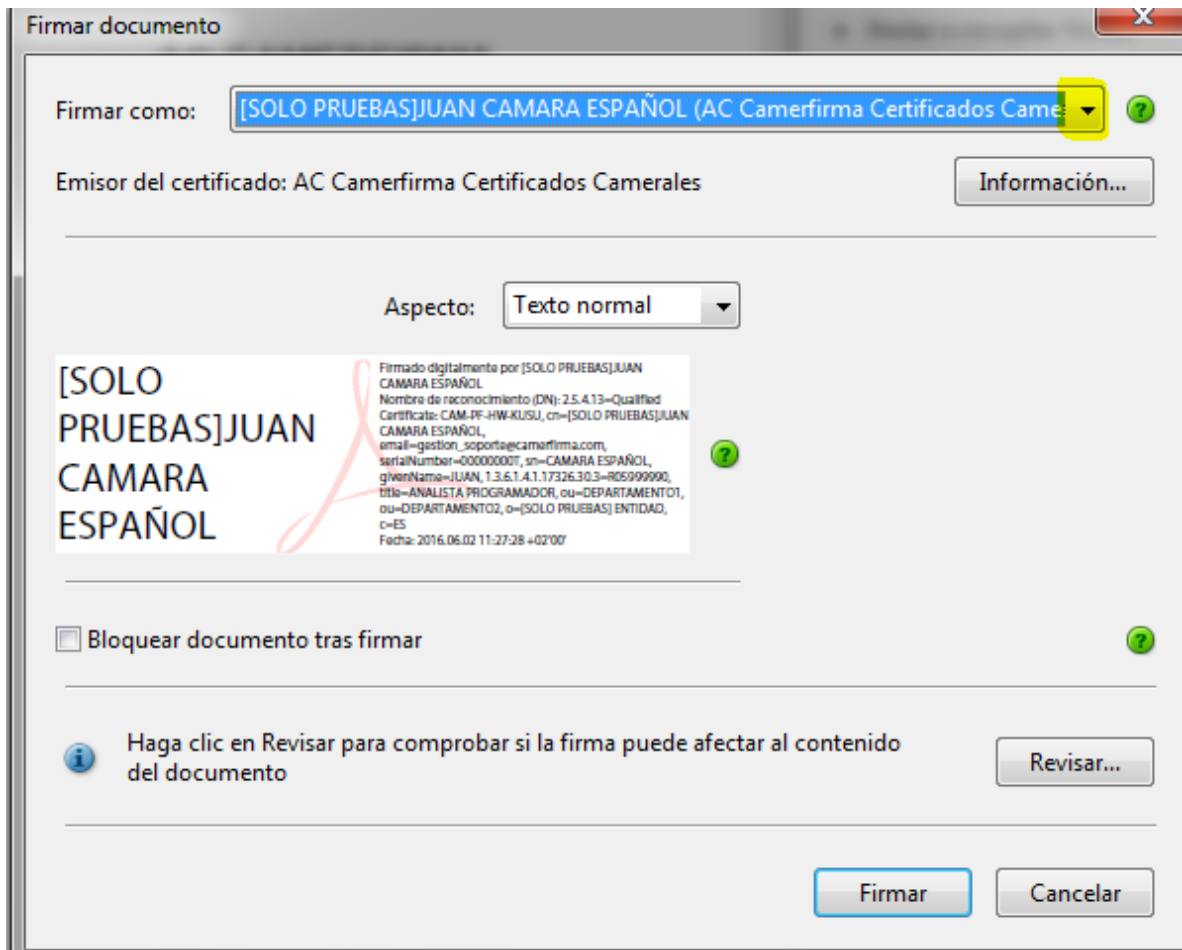 Firmar documento
Firmar como: [SOLO PRUEBAS]JUAN CAMARA ESPAÑOL (AC Camerfirma Certificados Came
Emisor del certificado: AC Camerfirma Certificados Camerales
Información...
Aspecto: Texto normal
[SOLO
PRUEBAS]JUAN
CAMARA
ESPAÑOL
Firmado digitalmente por [SOLO PRUEBAS]JUAN
CAMARA ESPAÑOL
Nombre de reconocimiento (DN): 2.5.4.13=Qualified
Certificate: CAM-PF-HW-KUSU, cn=[SOLO PRUEBAS]JUAN
CAMARA ESPAÑOL,
email=gestion_soporte@camerfirma.com,
serialNumber=00000000T, sn=CAMARA ESPAÑOL,
givenName=JUAN, 1.3.6.1.4.1.17326.30.3=R05999990,
title=ANALISTA PROGRAMADOR, ou=DEPARTAMENTO1,
ou=DEPARTAMENTO2, o=[SOLO PRUEBAS] ENTIDAD,
c=ES
Fecha: 2016.06.02 11:27:28 +02'00'
Bloquear documento tras firmar
Haga clic en Revisar para comprobar si la firma puede afectar al contenido
del documento
Revisar...
Firmar
Cancelar